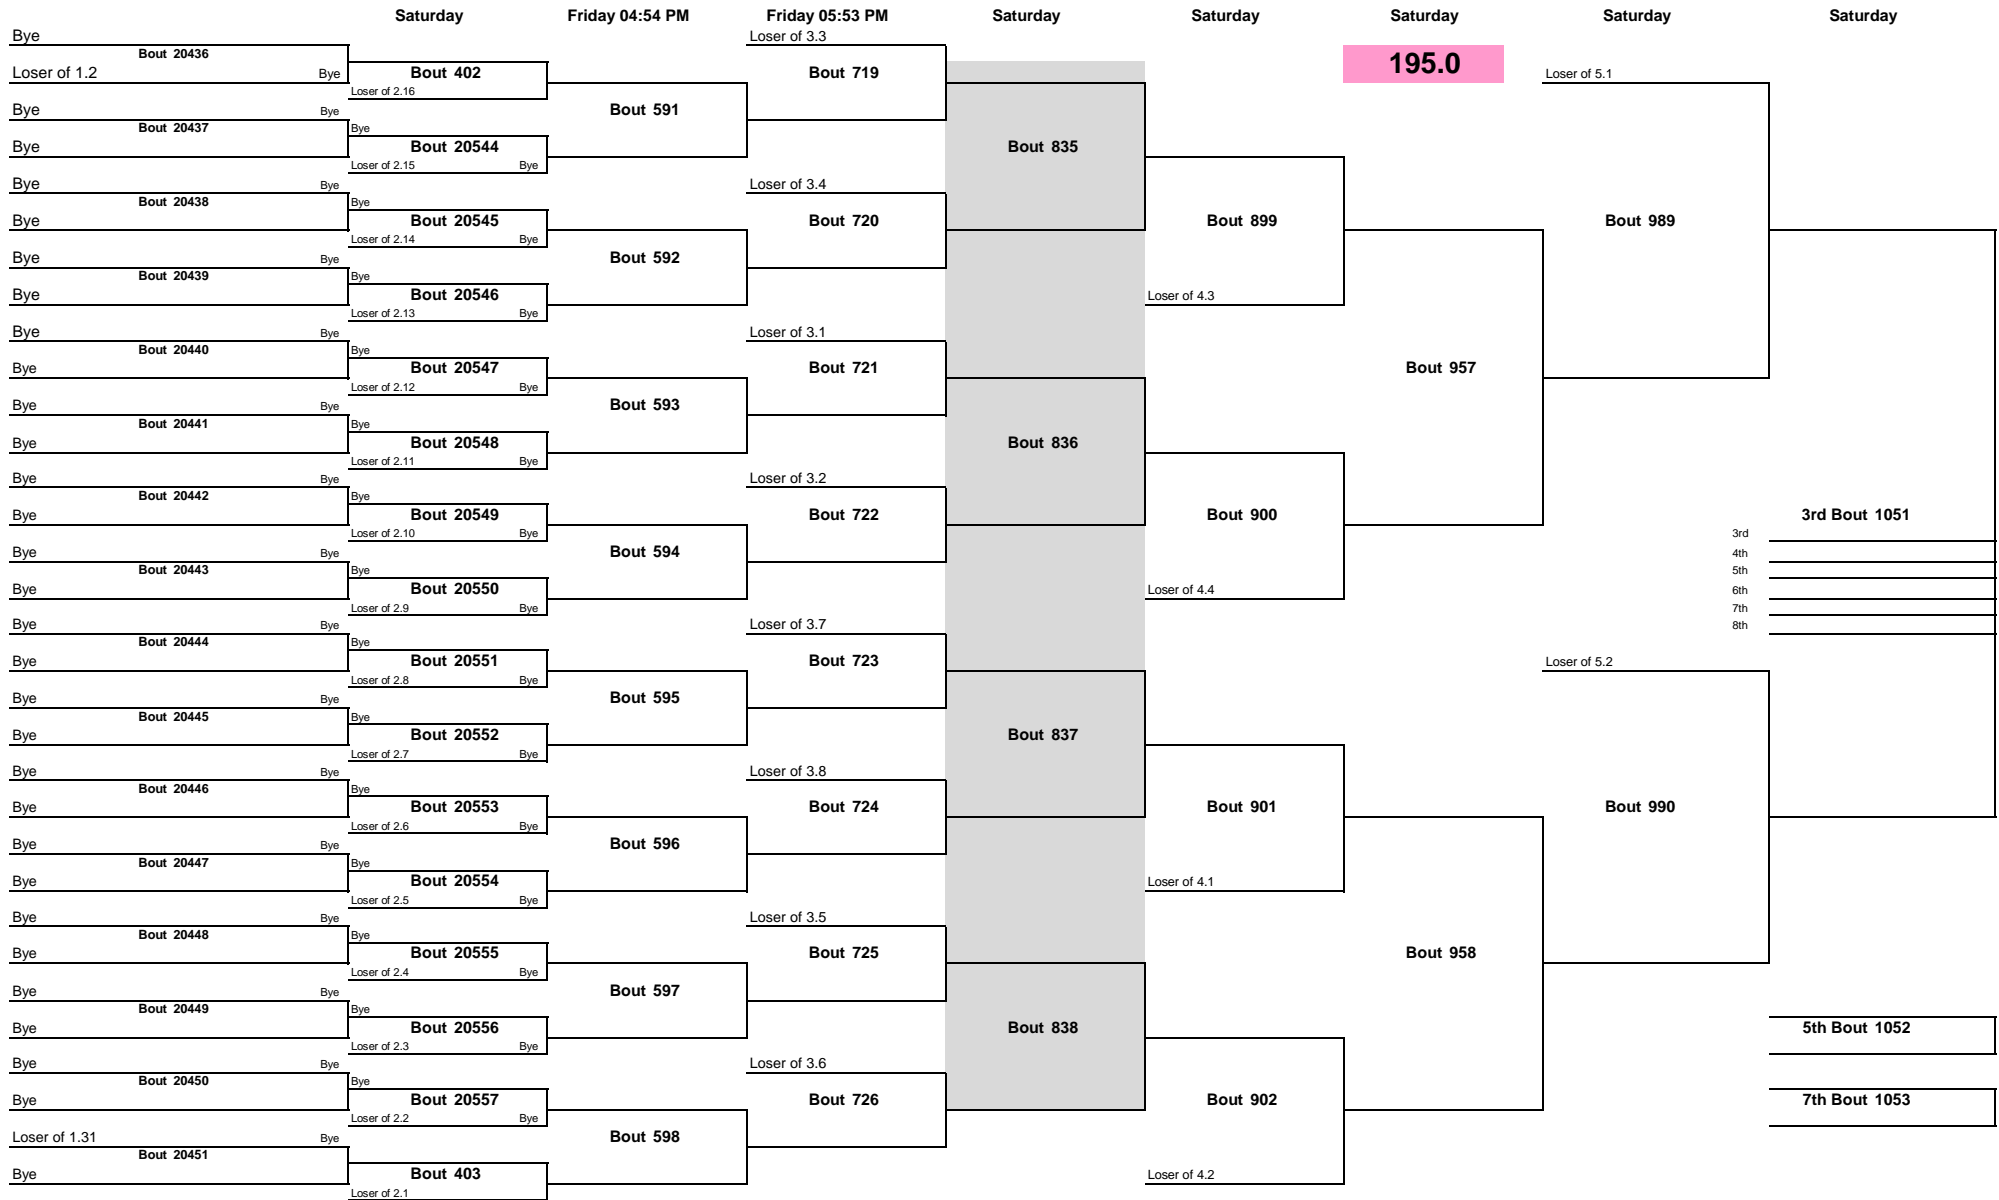 Saturday
Friday 04:54 PM
Friday 05:53 PM
Saturday
Saturday
Saturday
Saturday
Saturday
195.0
Bye
Bout 20436
Loser of 1.2 Bye
Bye Bye
Bout 20437
Bye
Bye Bye
Bout 20438
Bye
Bye Bye
Bout 20439
Bye
Bye Bye
Bout 20440
Bye
Bye Bye
Bout 20441
Bye
Bye Bye
Bout 20442
Bye
Bye Bye
Bout 20443
Bye
Bye Bye
Bout 20444
Bye
Bye Bye
Bout 20445
Bye
Bye Bye
Bout 20446
Bye
Bye Bye
Bout 20447
Bye
Bye Bye
Bout 20448
Bye
Bye Bye
Bout 20449
Bye
Bye Bye
Bout 20450
Bye
Loser of 1.31 Bye
Bout 20451
Bye
Bout 402
Loser of 2.16
Bye
Bout 20544
Loser of 2.15 Bye
Bye
Bout 20545
Loser of 2.14 Bye
Bye
Bout 20546
Loser of 2.13 Bye
Bye
Bout 20547
Loser of 2.12 Bye
Bye
Bout 20548
Loser of 2.11 Bye
Bye
Bout 20549
Loser of 2.10 Bye
Bye
Bout 20550
Loser of 2.9 Bye
Bye
Bout 20551
Loser of 2.8 Bye
Bye
Bout 20552
Loser of 2.7 Bye
Bye
Bout 20553
Loser of 2.6 Bye
Bye
Bout 20554
Loser of 2.5 Bye
Bye
Bout 20555
Loser of 2.4 Bye
Bye
Bout 20556
Loser of 2.3 Bye
Bye
Bout 20557
Loser of 2.2 Bye
Bout 403
Loser of 2.1
Bout 591
Bout 592
Bout 593
Bout 594
Bout 595
Bout 596
Bout 597
Bout 598
Loser of 3.3
Bout 719
Loser of 3.4
Bout 720
Loser of 3.1
Bout 721
Loser of 3.2
Bout 722
Loser of 3.7
Bout 723
Loser of 3.8
Bout 724
Loser of 3.5
Bout 725
Loser of 3.6
Bout 726
Bout 835
Bout 836
Bout 837
Bout 838
Bout 899
Loser of 4.3
Bout 900
Loser of 4.4
Bout 901
Loser of 4.1
Bout 902
Loser of 4.2
Bout 957
Bout 958
Loser of 5.1
Bout 989
Loser of 5.2
Bout 990
3rd Bout 1051
3rd
4th
5th
6th
7th
8th
5th Bout 1052
7th Bout 1053